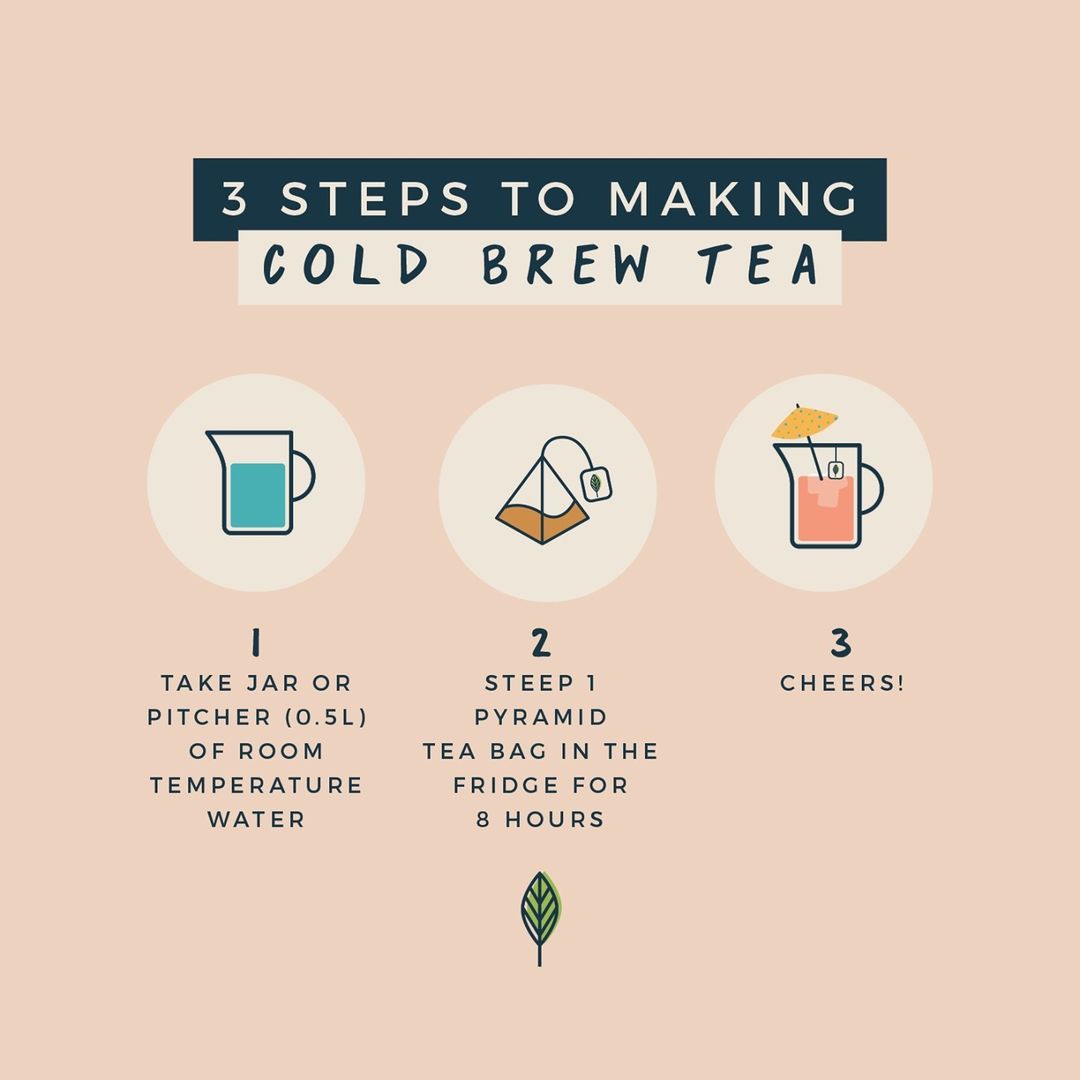 3 STEPS TO MAKING
COLD BREW TEA
1
TAKE JAR OR
PITCHER (0.5L)
OF ROOM
TEMPERATURE
WATER
2
STEEP 1
PYRAMID
TEA BAG IN THE
FRIDGE FOR
8 HOURS
3
CHEERS!